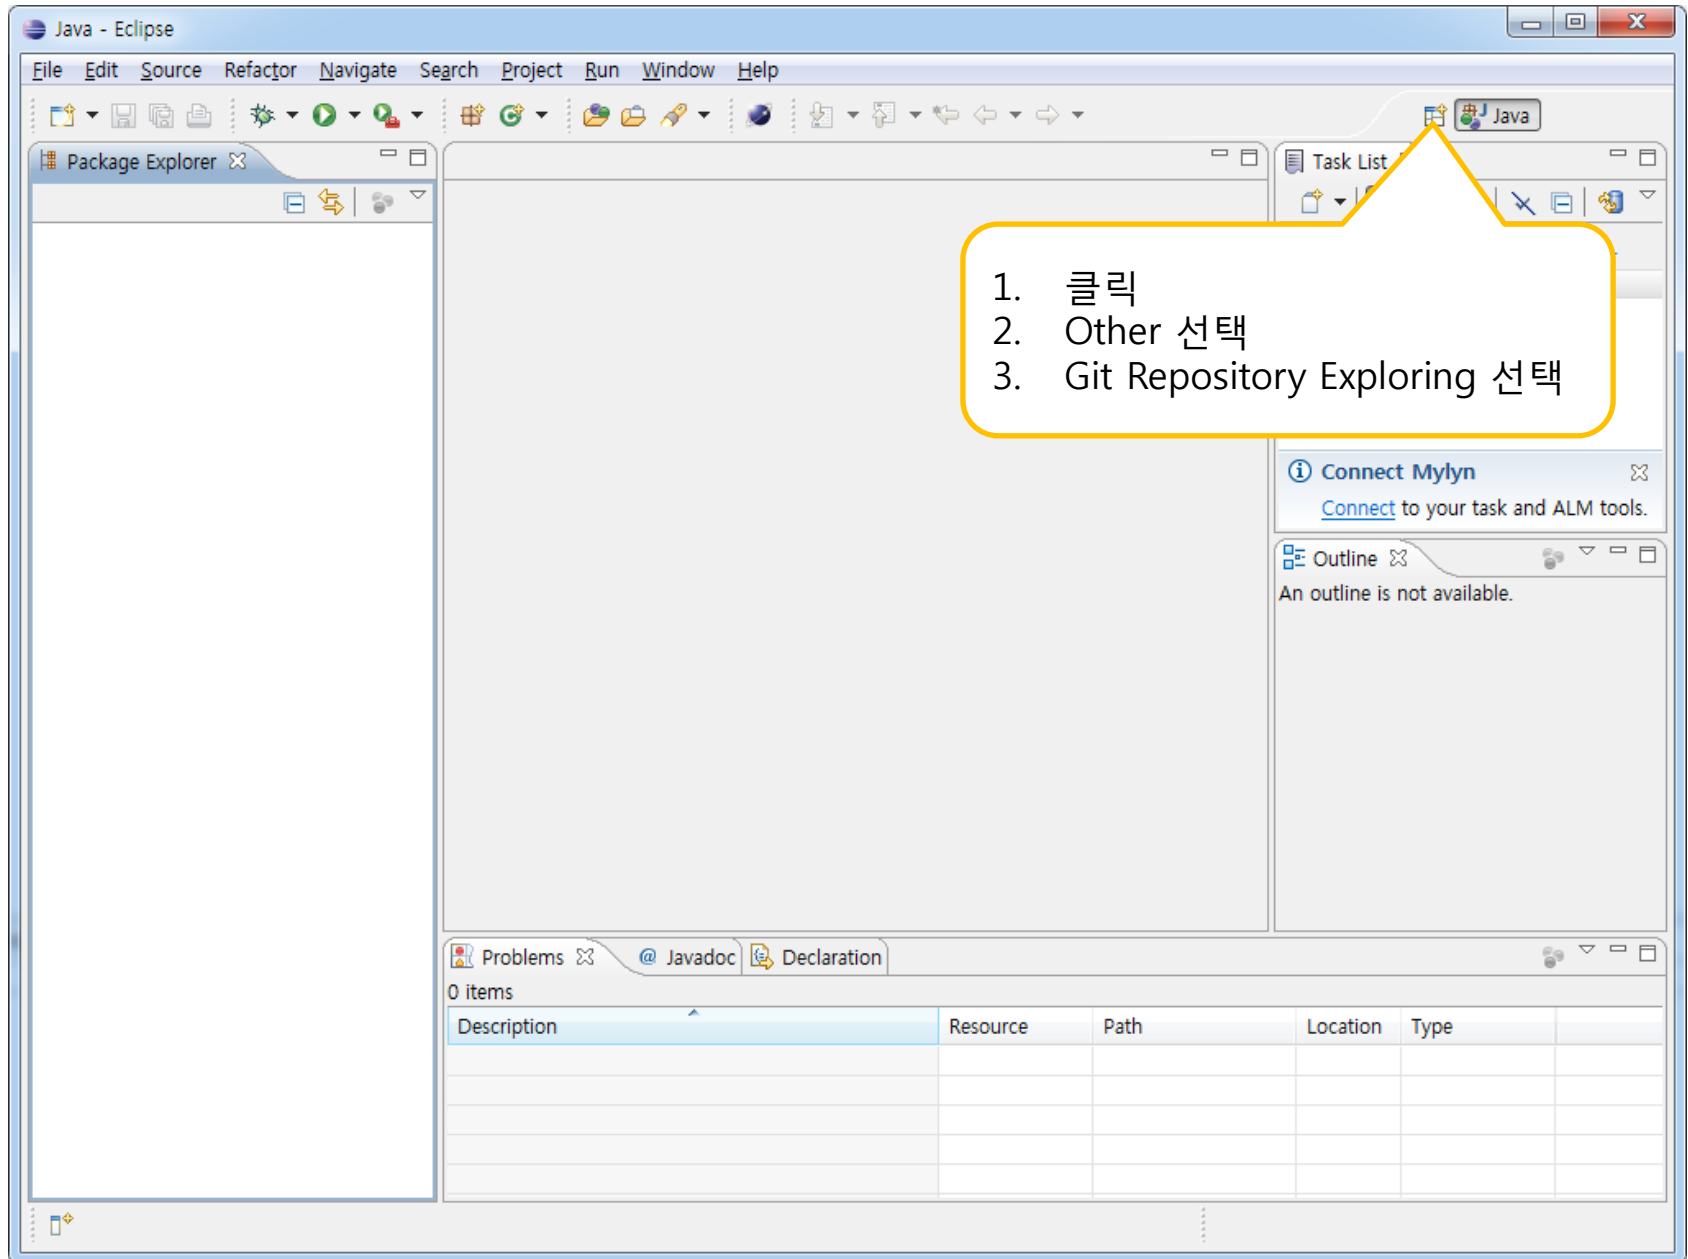 Java - Eclipse
File Edit Source Refactor Navigate Search Project Run Window Help
Java
Package Explorer
Task List
1. 클릭
2. Other 선택
3. Git Repository Exploring 선택
Connect Mylyn
Connect to your task and ALM tools.
Outline
An outline is not available.
Problems @ Javadoc Declaration
0 items
Description Resource Path Location Type